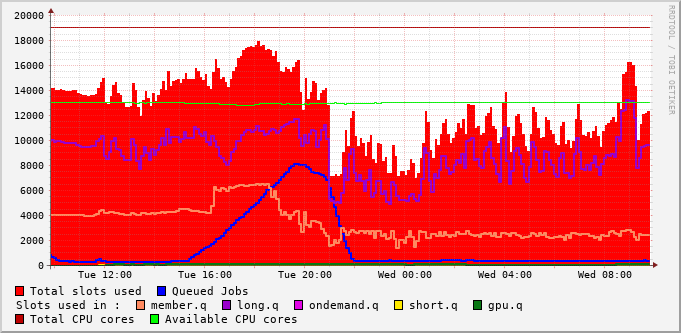 20000
18000
16000
14000
12000
10000
8000
6000
4000
2000
0
Tue 12:00 Tue 16:00 Tue 20:00 Wed 00:00 Wed 04:00 Wed 08:00
Total slots used Queued Jobs
Slots used in : member.q long.q ondemand.q short.q gpu.q
Total CPU cores Available CPU cores
RRDTOOL / TOBI OETIKER